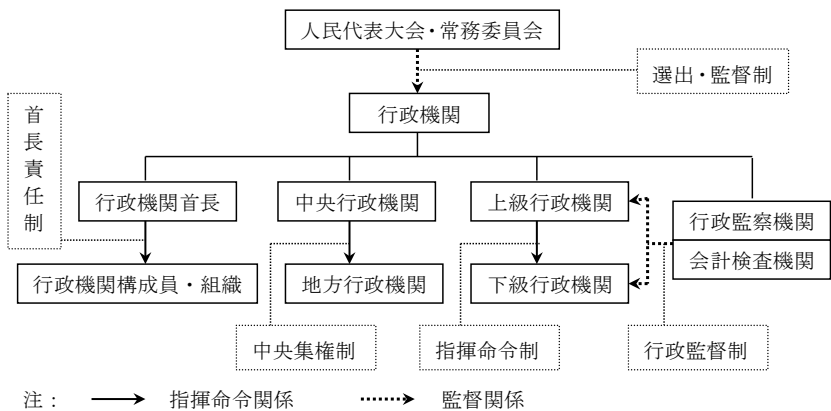 人民代表大会・常務委員会
選出・監督制
行政機関
首長責任制
行政機関首長
中央行政機関
上級行政機関
行政監察機関
会計検査機関
行政機関構成員・組織
地方行政機関
下級行政機関
中央集権制
指揮命令制
行政監督制
注： 指揮命令関係 監督関係